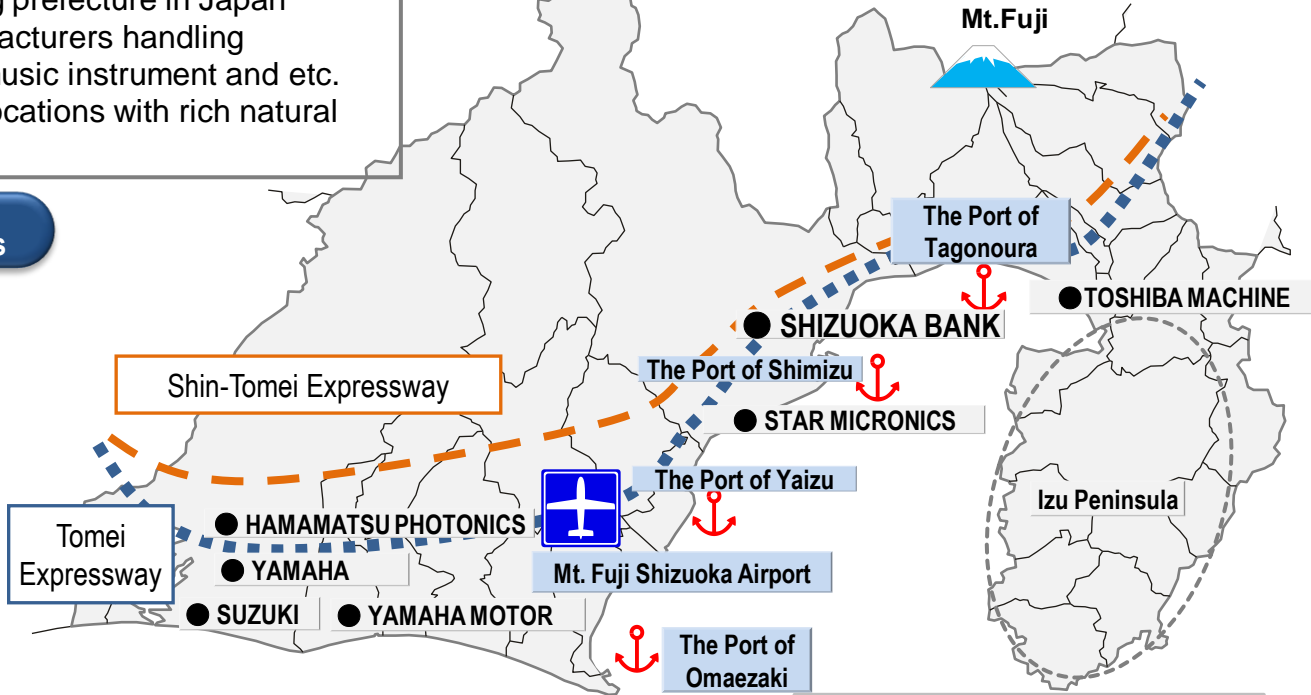 g prefecture in Japan
acturers handling
music instrument and etc.
ocations with rich natural
s
Mt.Fuji
The Port of
Tagonoura
TOSHIBA MACHINE
SHIZUOKA BANK
The Port of Shimizu
Shin-Tomei Expressway
STAR MICRONICS
The Port of Yaizu
Izu Peninsula
HAMAMATSU PHOTONICS
Tomei
Expressway
YAMAHA
Mt. Fuji Shizuoka Airport
SUZUKI
YAMAHA MOTOR
The Port of
Omaezaki